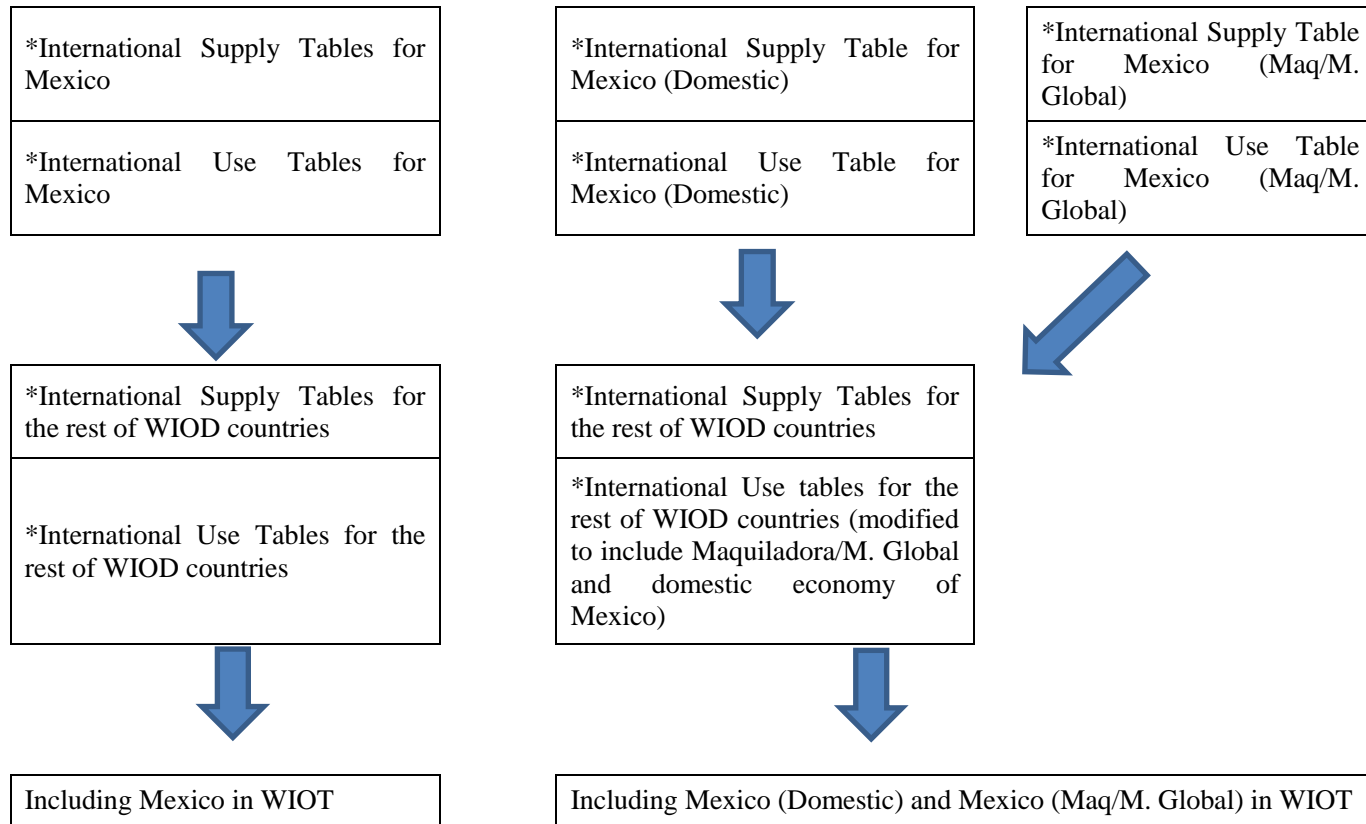 *International Supply Tables for
Mexico
*International Use Tables for
Mexico
*International Supply Table for
Mexico (Domestic)
*International Use Table for
Mexico (Domestic)
*International Supply Table
for Mexico (Maq/M.
Global)
*International Use Table
for Mexico (Maq/M.
Global)
*International Supply Tables for
the rest of WIOD countries
*International Use Tables for the
rest of WIOD countries
*International Supply Tables for
the rest of WIOD countries
*International Use tables for the
rest of WIOD countries (modified
to include Maquiladora/M. Global
and domestic economy of
Mexico)
Including Mexico in WIOT
Including Mexico (Domestic) and Mexico (Maq/M. Global) in WIOT